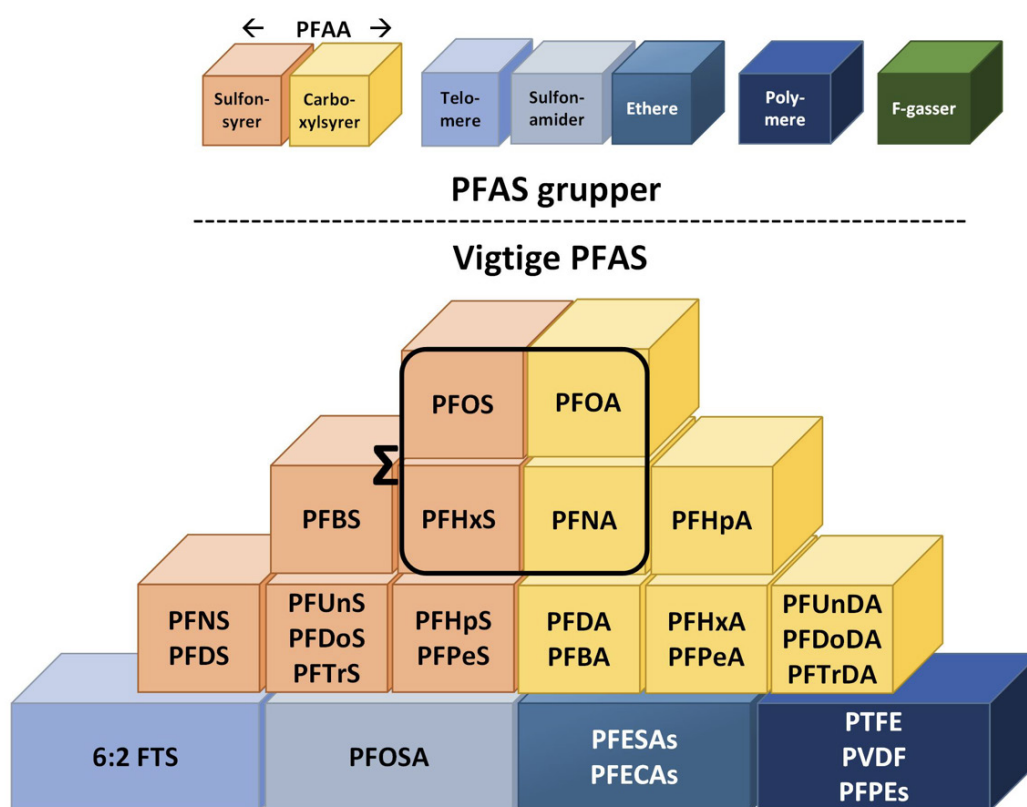 ← PFAA →
Sulfon-
syrer
Carbo-
xylsyrer
Telo-
mere
Sulfon-
amider
Ethere
Poly-
mere
F-gasser
PFAS grupper
Vigtige PFAS
PFOS
PFOA
Σ
PFBS
PFHxS
PFNA
PFHpA
PFNS
PFDS
PFUnS
PFDoS
PFTrS
PFHpS
PFPeS
PFDA
PFBA
PFHxA
PFPeA
PFUnDA
PFDoDA
PFTrDA
6:2 FTS
PFOSA
PFESAs
PFECAs
PTFE
PVDF
PFPEs